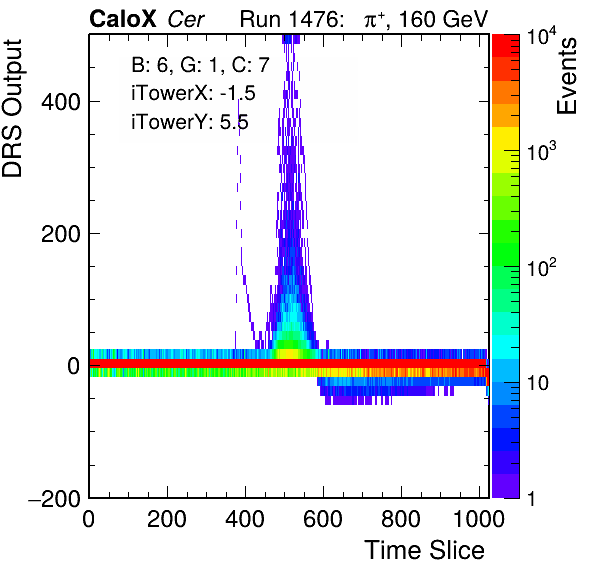 CaloX Cer Run 1476: π⁺, 160 GeV
B: 6, G: 1, C: 7
iTowerX: -1.5
iTowerY: 5.5
DRS Output
400
200
0
−200
0 200 400 600 800 1000
Time Slice
Events
10⁴
10³
10²
10
1